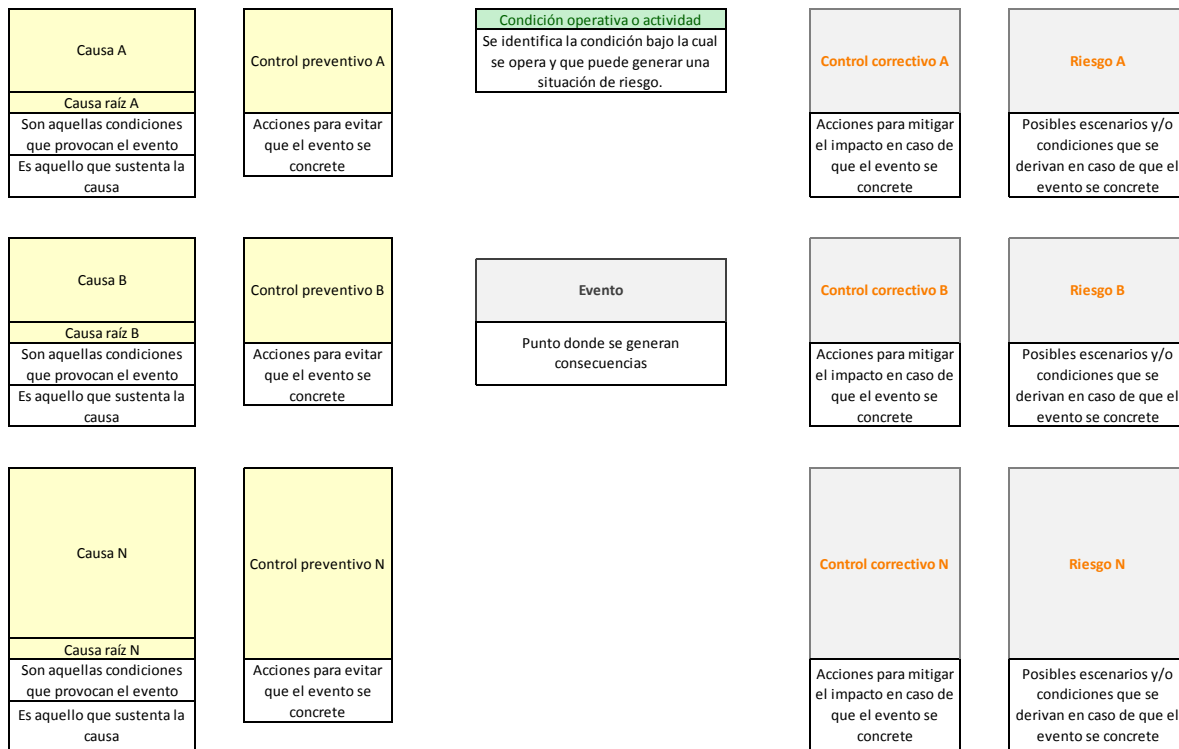 Causa A
Causa raíz A
Son aquellas condiciones
que provocan el evento
Es aquello que sustenta la
causa
Control preventivo A
Acciones para evitar
que el evento se
concrete
Condición operativa o actividad
Se identifica la condición bajo la cual
se opera y que puede generar una
situación de riesgo.
Control correctivo A
Acciones para mitigar
el impacto en caso de
que el evento se
concrete
Riesgo A
Posibles escenarios y/o
condiciones que se
derivan en caso de que el
evento se concrete
Causa B
Causa raíz B
Son aquellas condiciones
que provocan el evento
Es aquello que sustenta la
causa
Control preventivo B
Acciones para evitar
que el evento se
concrete
Evento
Punto donde se generan
consecuencias
Control correctivo B
Acciones para mitigar
el impacto en caso de
que el evento se
concrete
Riesgo B
Posibles escenarios y/o
condiciones que se
derivan en caso de que el
evento se concrete
Causa N
Causa raíz N
Son aquellas condiciones
que provocan el evento
Es aquello que sustenta la
causa
Control preventivo N
Acciones para evitar
que el evento se
concrete
Control correctivo N
Acciones para mitigar
el impacto en caso de
que el evento se
concrete
Riesgo N
Posibles escenarios y/o
condiciones que se
derivan en caso de que el
evento se concrete